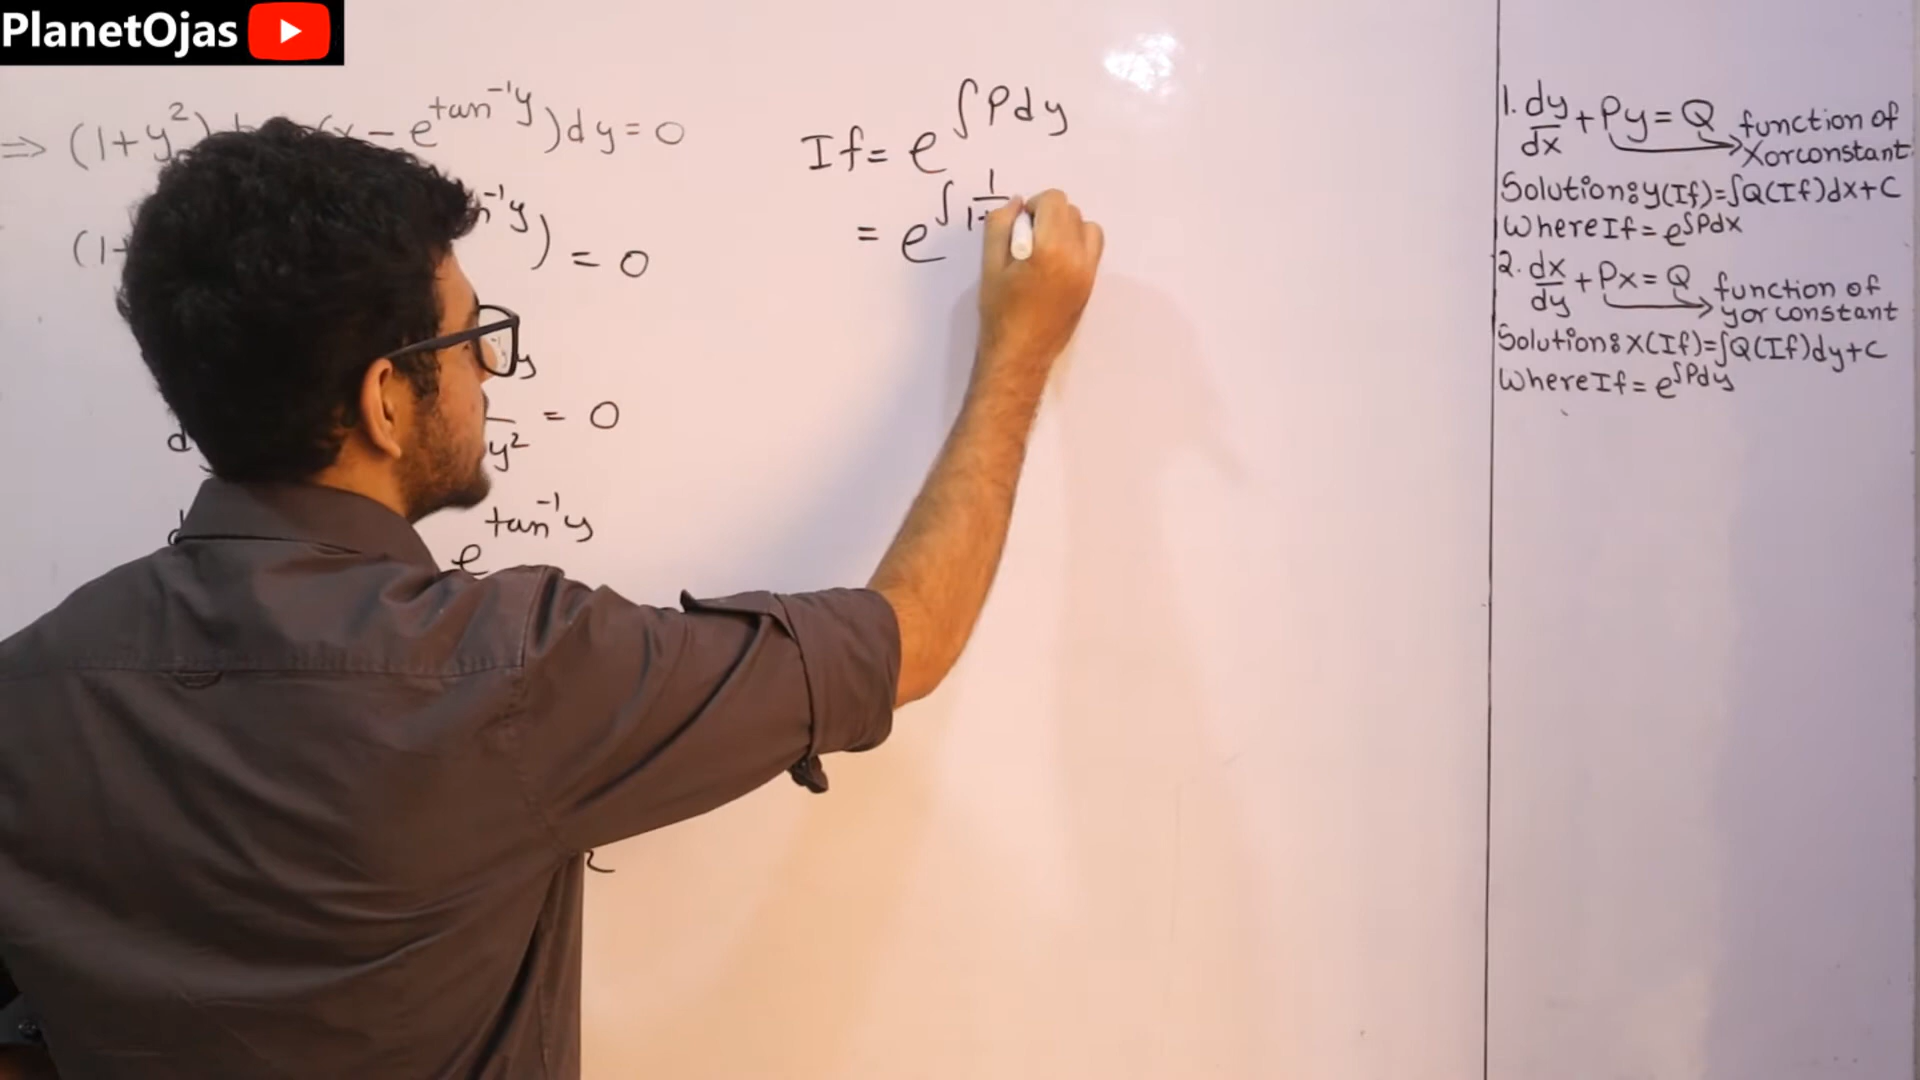 PlanetOjas
⇒ (1+y²) (x - e^tan⁻¹y)dy = 0
(1+ ⁻¹y) = 0
y
y² = 0
e^tan⁻¹y
2
If = e^∫Pdy
= e^∫1/1+
1. dy/dx + Py = Q function of
X or constant
Solution: y(If)=∫Q(If)dx+C
Where If = e^∫Pdx
2. dx/dy + Px = Q function of
y or constant
Solution: x(If)=∫Q(If)dy+C
Where If = e^∫Pdy